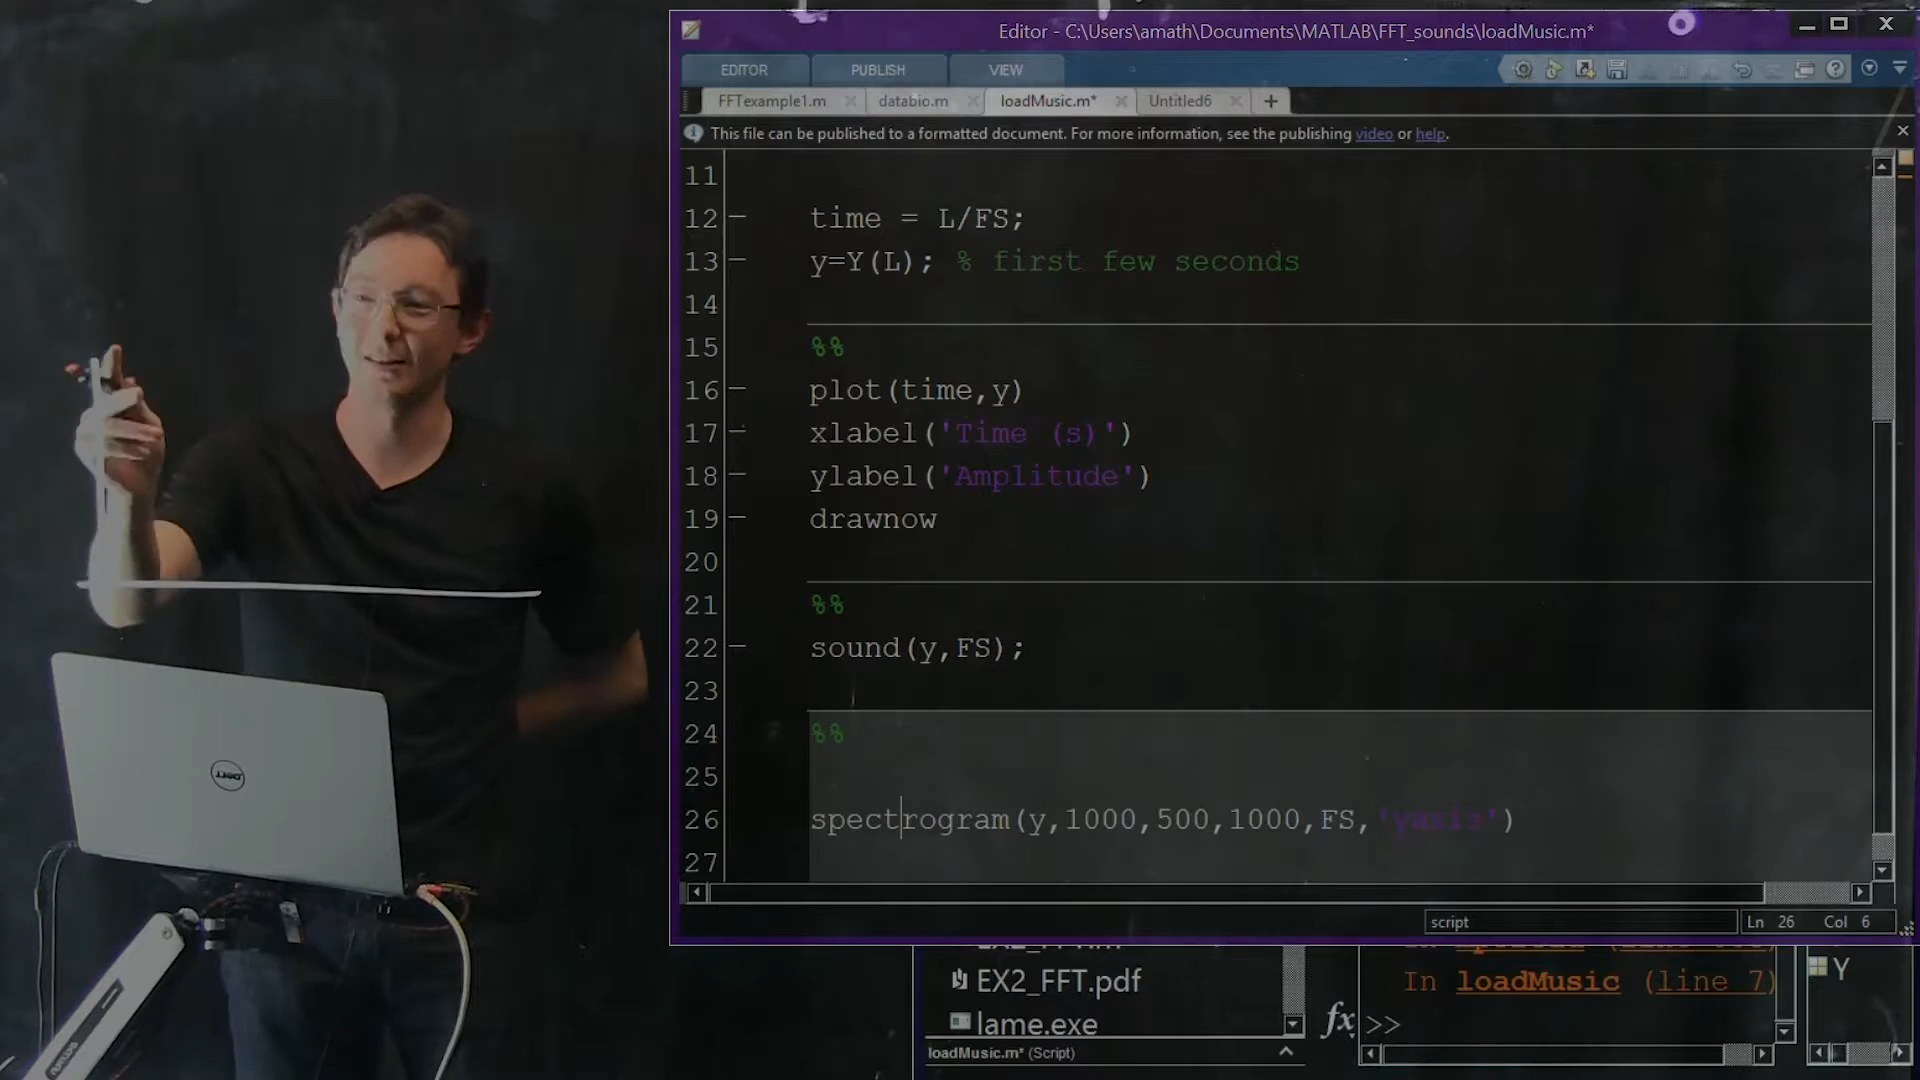 Editor - C:\Users\amath\Documents\MATLAB\FFT_sounds\loadMusic.m*
EDITOR PUBLISH VIEW
FFTexample1.m databio.m loadMusic.m* Untitled6
This file can be published to a formatted document. For more information, see the publishing video or help.
11
12 time = L/FS;
13 y=Y(L); % first few seconds
14
15 %%
16 plot(time,y)
17 xlabel('Time (s)')
18 ylabel('Amplitude')
19 drawnow
20
21 %%
22 sound(y,FS);
23
24 %%
25
26 spectrogram(y,1000,500,1000,FS,'yaxis')
27
script Ln 26 Col 6
EX2_FFT.pdf
lame.exe
loadMusic.m* (Script)
In loadMusic (line 7)
fx >>
Y
DELL